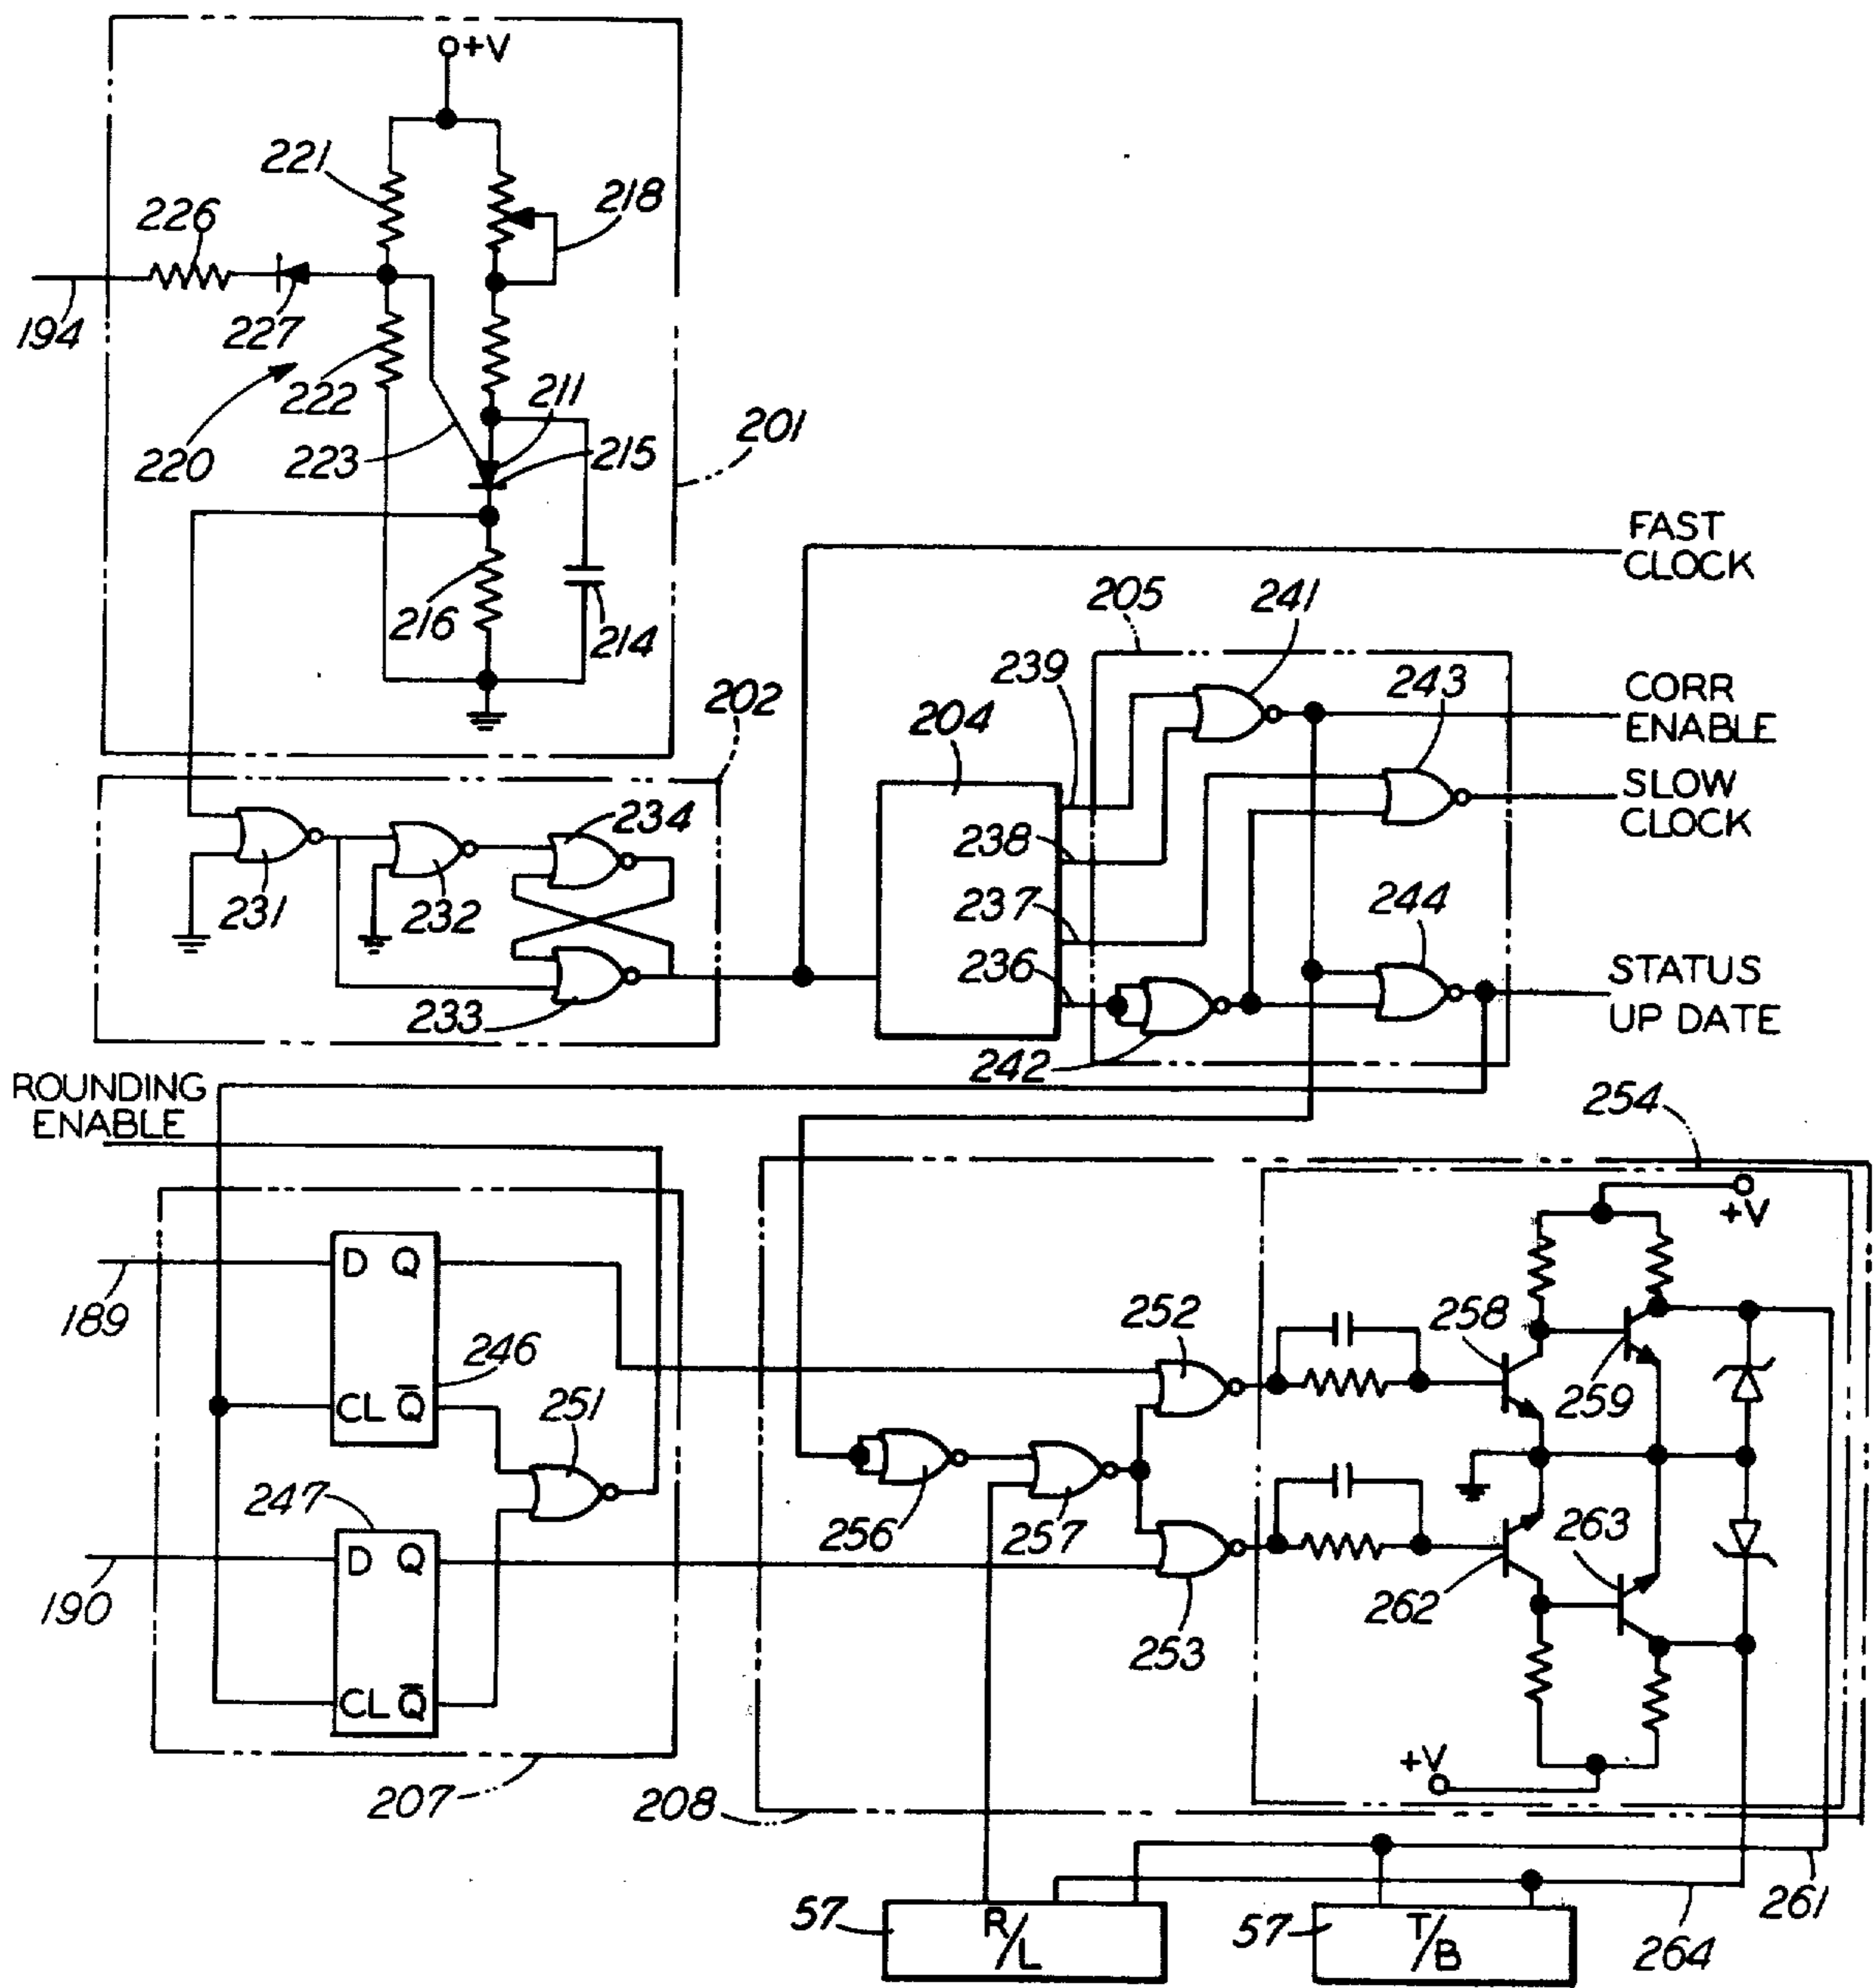 +V
221
218
226
194
227
222
211
201
220
223
215
FAST
CLOCK
216
214
205
241
239
243
CORR
ENABLE
202
204
234
238
SLOW
CLOCK
231
232
237
244
236
STATUS
UP DATE
233
242
ROUNDING
ENABLE
254
+V
D Q
189
252
258
246
259
CL Q̅
251
247
256
257
263
D Q
190
262
253
CL Q̅
+V
207
208
261
57
R/L
57
T/B
264